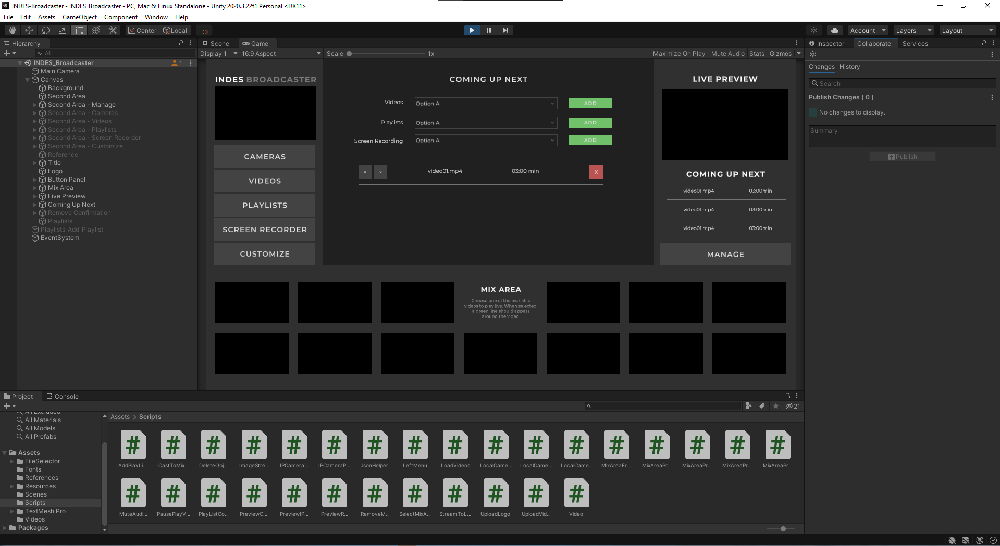 INDES-Broadcaster - INDES_Broadcaster - PC, Mac & Linux Standalone - Unity 2020.3.22f1 Personal <DX11>
File Edit Assets GameObject Component Window Help
Center Local Account Layers Layout
Hierarchy
All
INDES_Broadcaster 1
Main Camera
Canvas
Background
Second Area
Second Area - Manage
Second Area - Cameras
Second Area - Videos
Second Area - Playlists
Second Area - Screen Recorder
Second Area - Customize
Reference
Title
Logo
Button Panel
Mix Area
Live Preview
Coming Up Next
Remove Confirmation
Playlists
Playlists_Add_Playlist
EventSystem
Scene Game
Display 1 16:9 Aspect Scale 1x Maximize On Play Mute Audio Stats Gizmos
INDES BROADCASTER
CAMERAS
VIDEOS
PLAYLISTS
SCREEN RECORDER
CUSTOMIZE
COMING UP NEXT
Videos Option A ADD
Playlists Option A ADD
Screen Recording Option A ADD
ʌ v video01.mp4 03:00 min X
LIVE PREVIEW
COMING UP NEXT
video01.mp4 03:00min
video01.mp4 03:00min
video01.mp4 03:00min
MANAGE
MIX AREA
Choose one of the available
videos to play live. When se ected,
a green line should appear
around the video.
Inspector Collaborate Services
Changes History
Search
Publish Changes ( 0 )
No changes to display.
Summary
Publish
Project Console
21
All Excluded
All Materials
All Models
All Prefabs
Assets
FileSelector
Fonts
References
Resources
Scenes
Scripts
TextMesh Pro
Videos
Packages
Assets > Scripts
AddPlayLi... CastToMix... DeleteObj... ImageStre... IPCamera... IPCameraP... JsonHelper LeftMenu LoadVideos LocalCame... LocalCame... LocalCame... MixAreaFr... MixAreaPr... MixAreaPr... MixAreaPr... MixAreaPr...
MuteAudi... PausePlayV... PlayListCo... PreviewC... PreviewIP... PreviewR... RemoveM... SelectMixA... StreamToL... UploadLogo UploadVid... Video